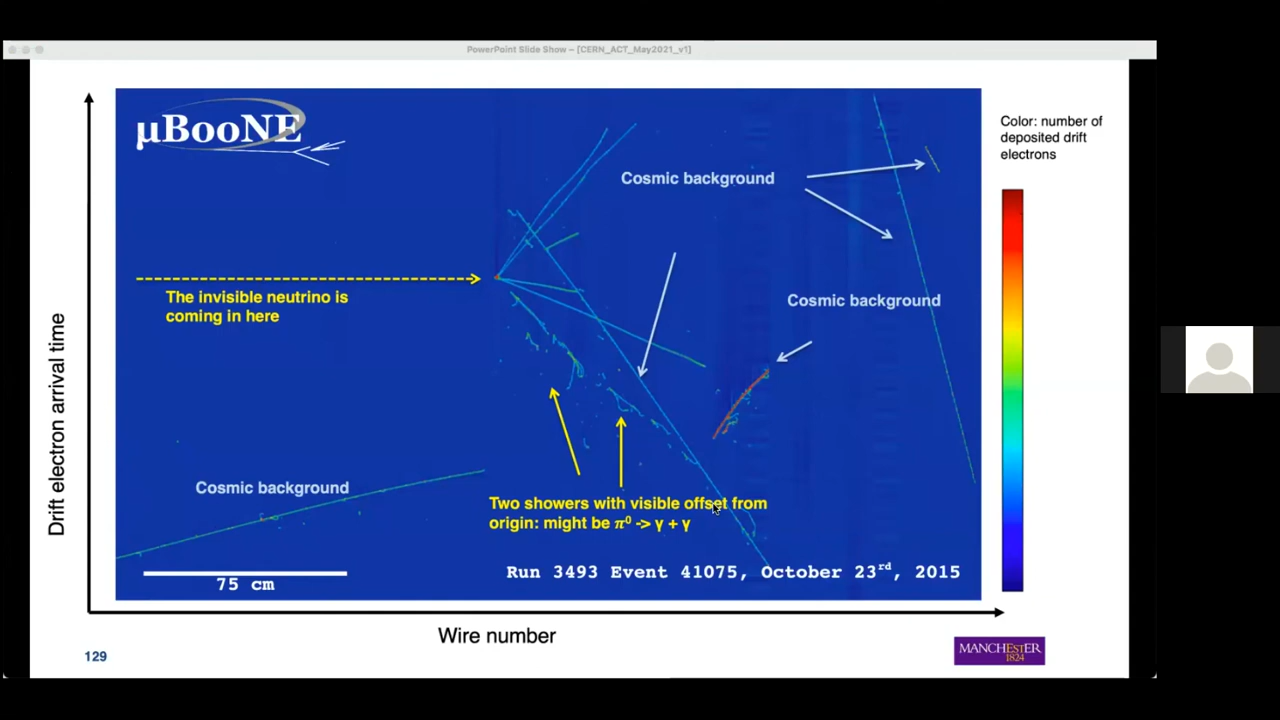 PowerPoint Slide Show – [CERN_ACT_May2021_v1]
µBooNE
Color: number of
deposited drift
electrons
Cosmic background
The invisible neutrino is
coming in here
Cosmic background
Drift electron arrival time
Cosmic background
Two showers with visible offset from
origin: might be π⁰ -> γ + γ
75 cm
Run 3493 Event 41075, October 23rd, 2015
Wire number
129
MANCHESTER
1824